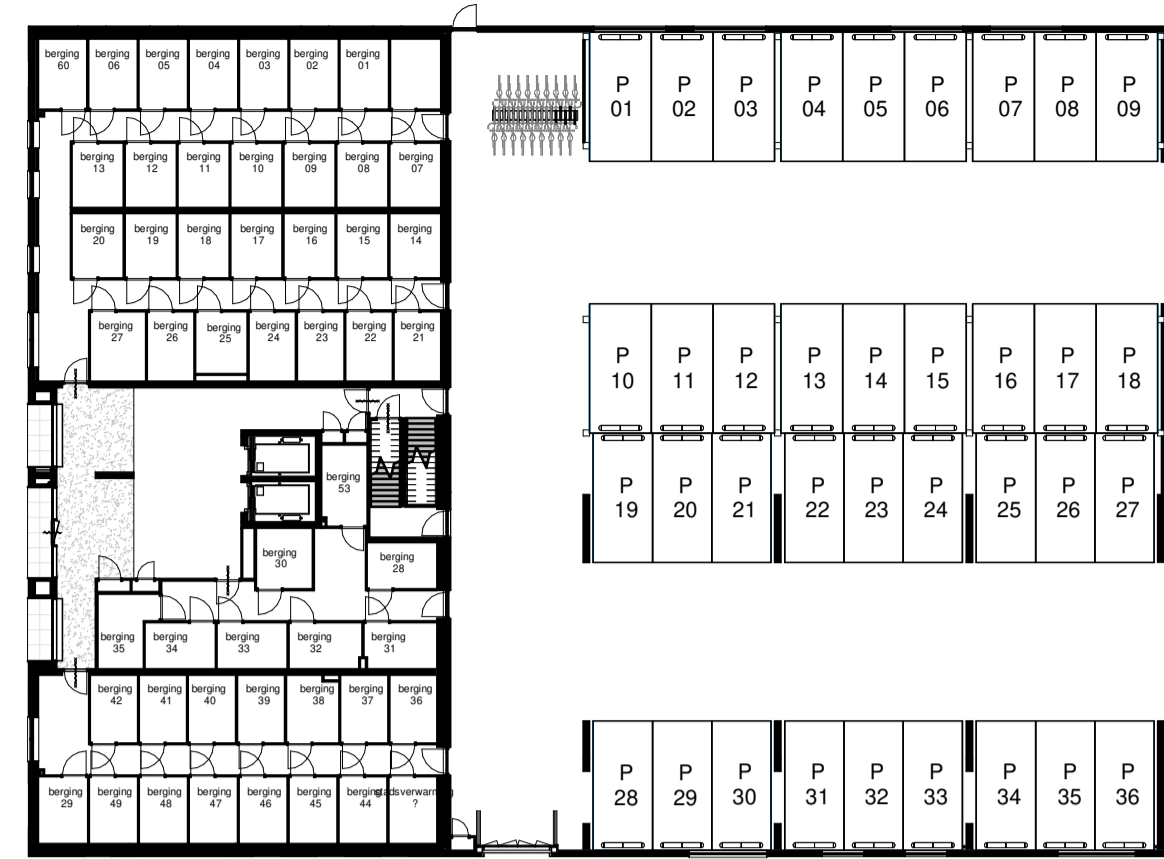 berging
60
berging
06
berging
05
berging
04
berging
03
berging
02
berging
01
P
01
P
02
P
03
P
04
P
05
P
06
P
07
P
08
P
09
berging
13
berging
12
berging
11
berging
10
berging
09
berging
08
berging
07
berging
20
berging
19
berging
18
berging
17
berging
16
berging
15
berging
14
berging
27
berging
26
berging
25
berging
24
berging
23
berging
22
berging
21
P
10
P
11
P
12
P
13
P
14
P
15
P
16
P
17
P
18
berging
53
P
19
P
20
P
21
P
22
P
23
P
24
P
25
P
26
P
27
berging
30
berging
28
berging
35
berging
34
berging
33
berging
32
berging
31
berging
42
berging
41
berging
40
berging
39
berging
38
berging
37
berging
36
berging
29
berging
49
berging
48
berging
47
berging
46
berging
45
berging
44
stadsverwarming
?
P
28
P
29
P
30
P
31
P
32
P
33
P
34
P
35
P
36